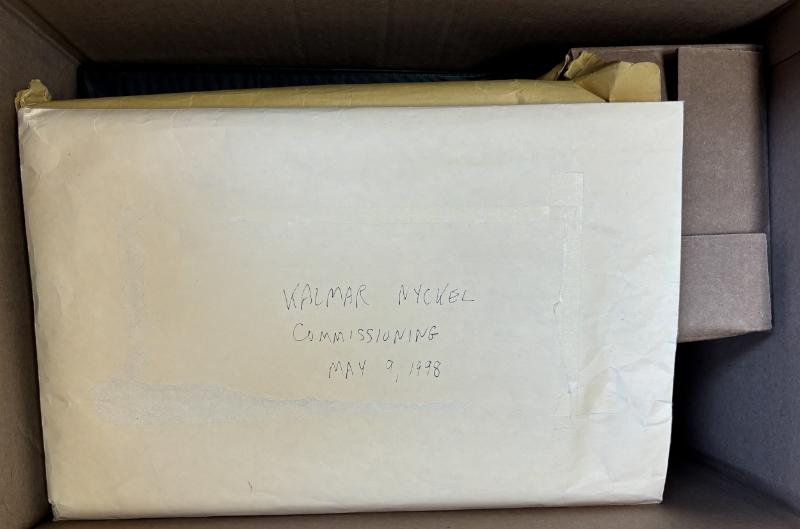 KALMAR NYCKEL
COMMISSIONING
MAY 9, 1998